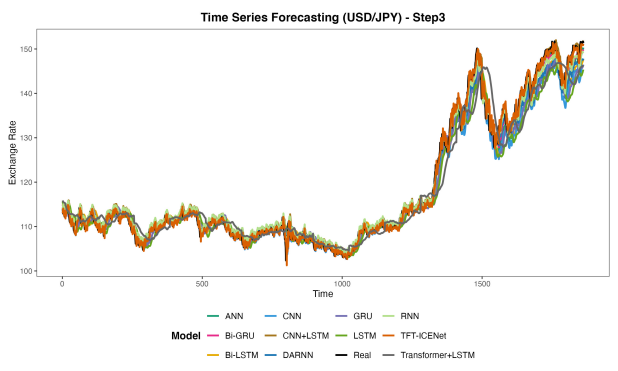 Time Series Forecasting (USD/JPY) - Step3
Exchange Rate
150
140
130
120
110
100
0 500 1000 1500
Time
Model
ANN CNN GRU RNN
Bi-GRU CNN+LSTM LSTM TFT-ICENet
Bi-LSTM DARNN Real Transformer+LSTM